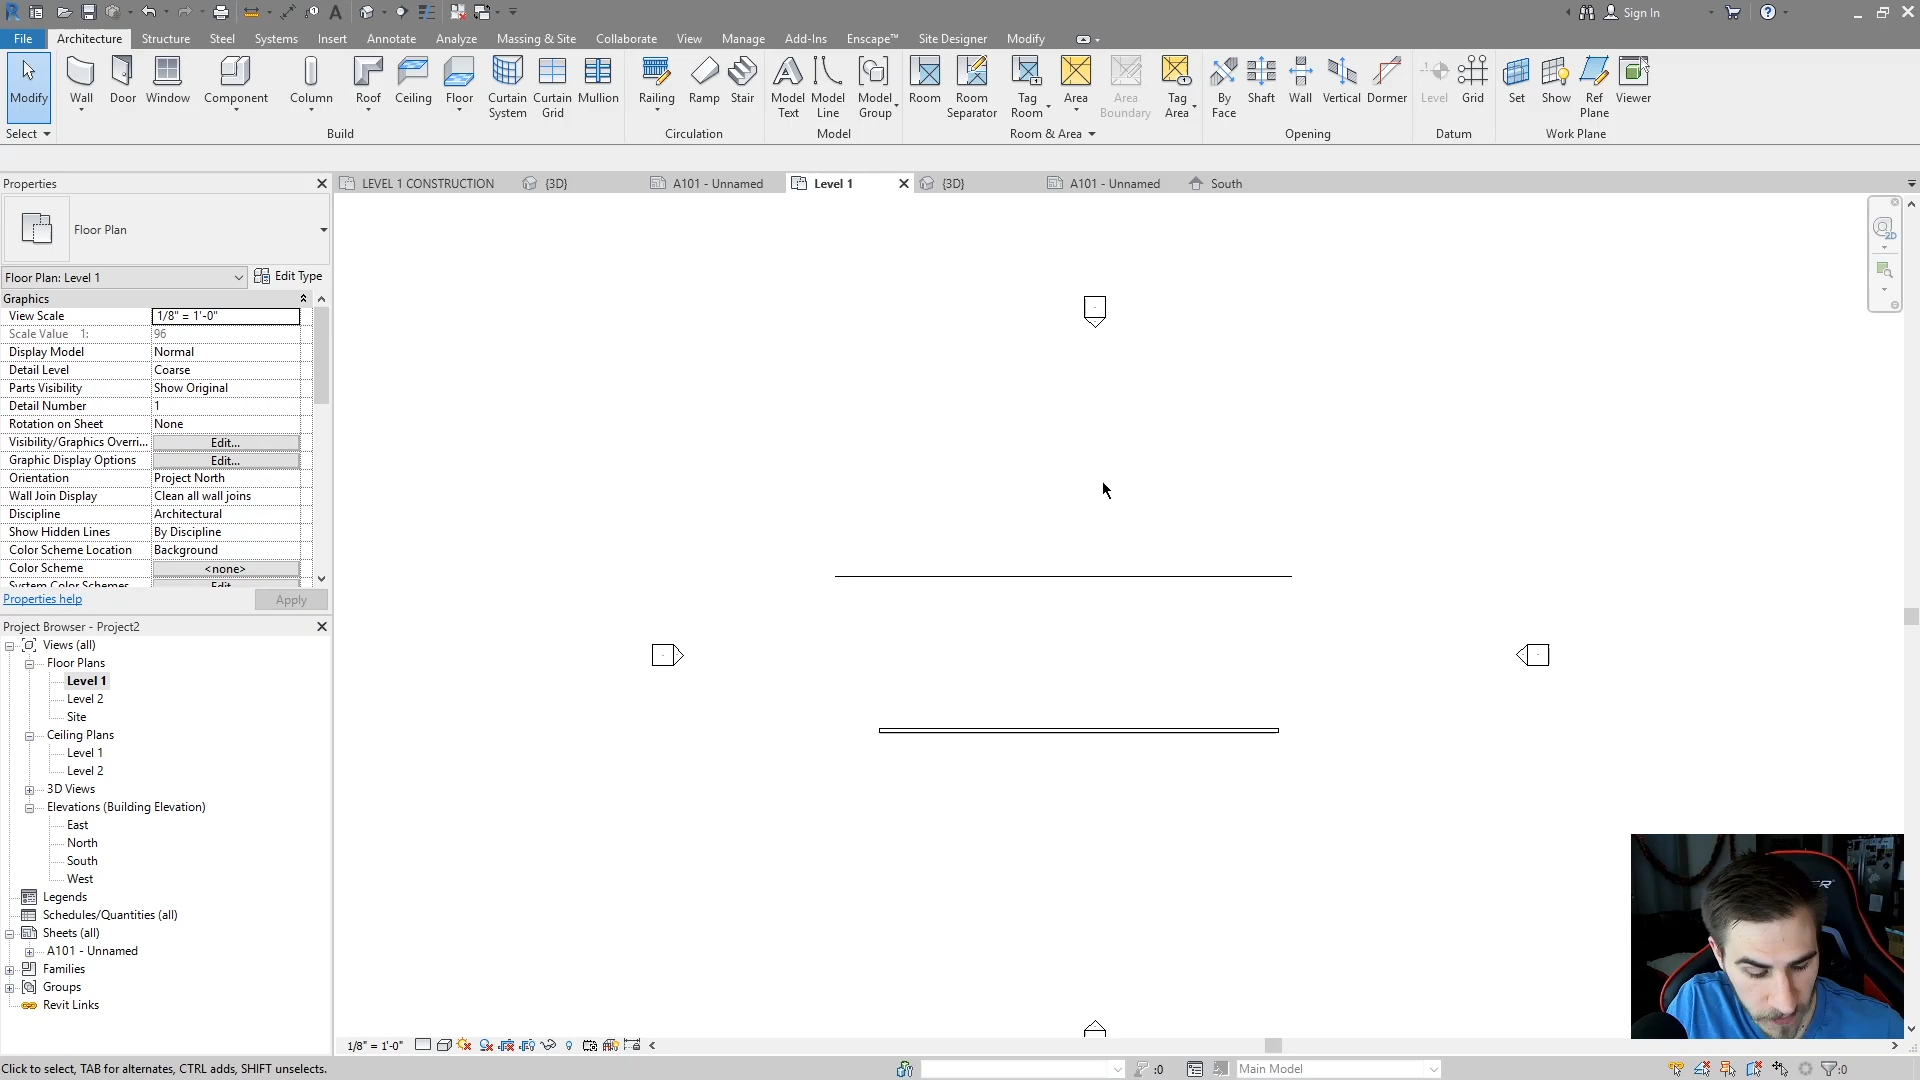 Sign In
File Architecture Structure Steel Systems Insert Annotate Analyze Massing & Site Collaborate View Manage Add-Ins Enscape™ Site Designer Modify
Modify Wall Door Window Component Column Roof Ceiling Floor Curtain System Curtain Grid Mullion Railing Ramp Stair Model Text Model Line Model Group Room Room Separator Tag Room Area Area Boundary Tag Area By Face Shaft Wall Vertical Dormer Level Grid Set Show Ref Plane Viewer
Select Build Circulation Model Room & Area Opening Datum Work Plane
Properties
LEVEL 1 CONSTRUCTION {3D} A101 - Unnamed Level 1 {3D} A101 - Unnamed South
Floor Plan
Floor Plan: Level 1 Edit Type
Graphics
View Scale 1/8" = 1'-0"
Scale Value 1: 96
Display Model Normal
Detail Level Coarse
Parts Visibility Show Original
Detail Number 1
Rotation on Sheet None
Visibility/Graphics Overri... Edit...
Graphic Display Options Edit...
Orientation Project North
Wall Join Display Clean all wall joins
Discipline Architectural
Show Hidden Lines By Discipline
Color Scheme Location Background
Color Scheme <none>
System Color Schemes Edit...
Properties help Apply
Project Browser - Project2
Views (all)
Floor Plans
Level 1
Level 2
Site
Ceiling Plans
Level 1
Level 2
3D Views
Elevations (Building Elevation)
East
North
South
West
Legends
Schedules/Quantities (all)
Sheets (all)
A101 - Unnamed
Families
Groups
Revit Links
1/8" = 1'-0"
Click to select, TAB for alternates, CTRL adds, SHIFT unselects. :0 Main Model :0